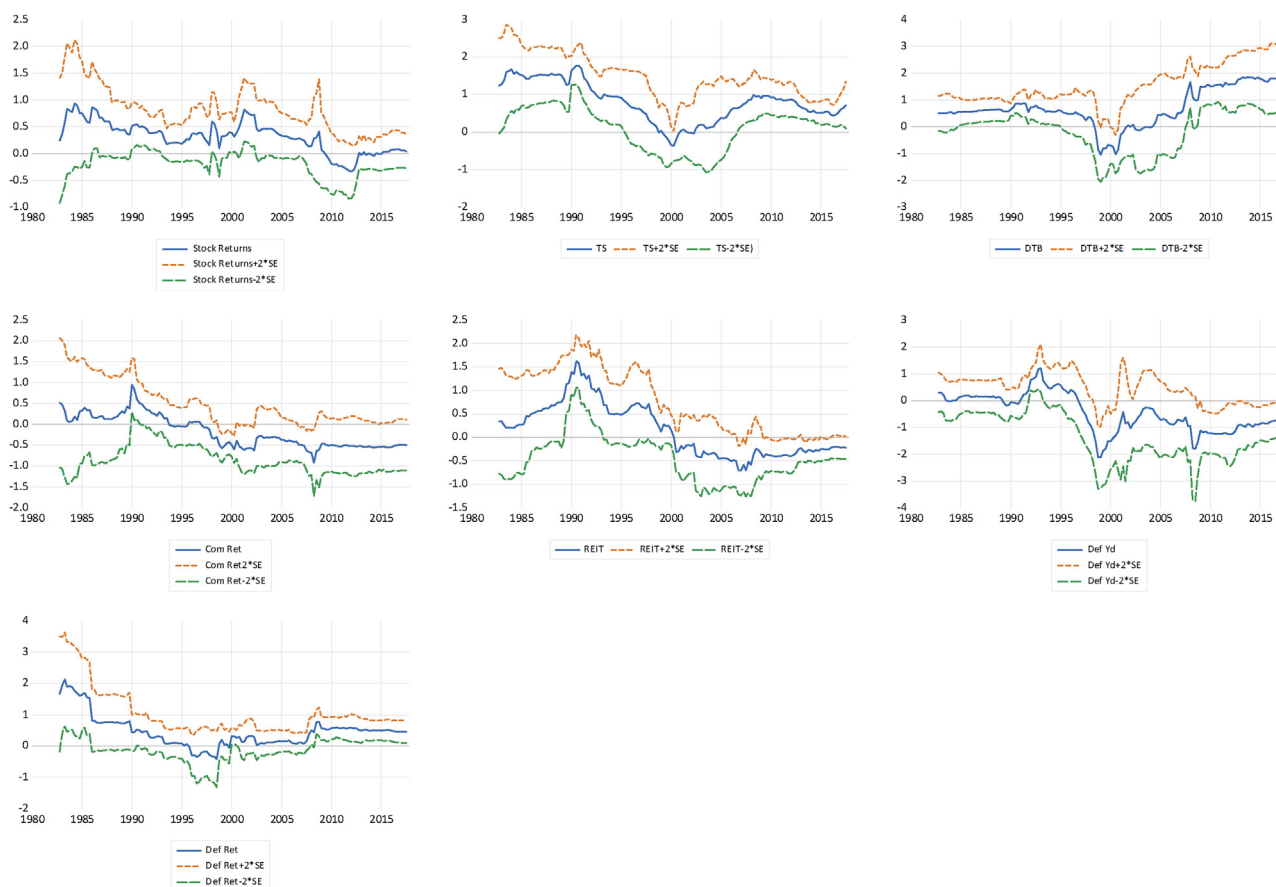 2.5
2.0
1.5
1.0
0.5
0.0
-0.5
-1.0
1980 1985 1990 1995 2000 2005 2010 2015
Stock Returns
Stock Returns+2*SE
Stock Returns-2*SE
3
2
1
0
-1
-2
1980 1985 1990 1995 2000 2005 2010 2015
TS TS+2*SE TS-2*SE)
4
3
2
1
0
-1
-2
-3
1980 1985 1990 1995 2000 2005 2010 2015
DTB DTB+2*SE DTB-2*SE
2.5
2.0
1.5
1.0
0.5
0.0
-0.5
-1.0
-1.5
-2.0
1980 1985 1990 1995 2000 2005 2010 2015
Com Ret
Com Ret2*SE
Com Ret-2*SE
2.5
2.0
1.5
1.0
0.5
0.0
-0.5
-1.0
-1.5
1980 1985 1990 1995 2000 2005 2010 2015
REIT REIT+2*SE REIT-2*SE
3
2
1
0
-1
-2
-3
-4
1980 1985 1990 1995 2000 2005 2010 2015
Def Yd
Def Yd+2*SE
Def Yd-2*SE
4
3
2
1
0
-1
-2
1980 1985 1990 1995 2000 2005 2010 2015
Def Ret
Def Ret+2*SE
Def Ret-2*SE